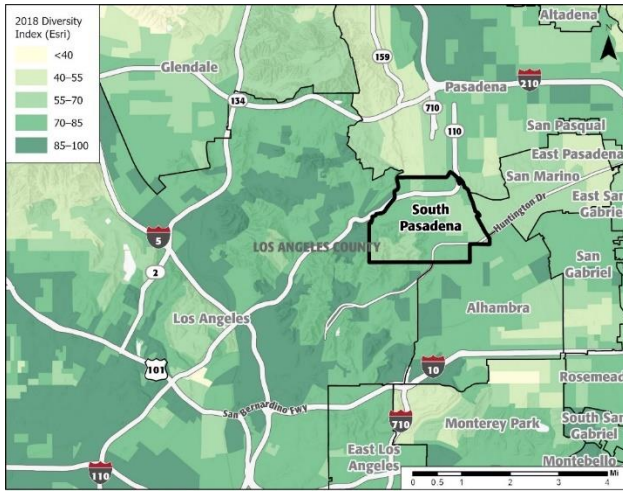 2018 Diversity
Index (Esri)
<40
40–55
55–70
70–85
85–100
Altadena
N
Glendale
159
134
Pasadena
210
710
110
San Pasqual
East Pasadena
San Marino
Huntington Dr
East San
Gabriel
South
Pasadena
LOS ANGELES COUNTY
5
2
San
Gabriel
Los Angeles
Alhambra
101
10
Rosemead
San Bernardino Fwy
710
Monterey Park
South San
Gabriel
East Los
Angeles
Montebello
110
Mi
0 0.5 1 2 3 4